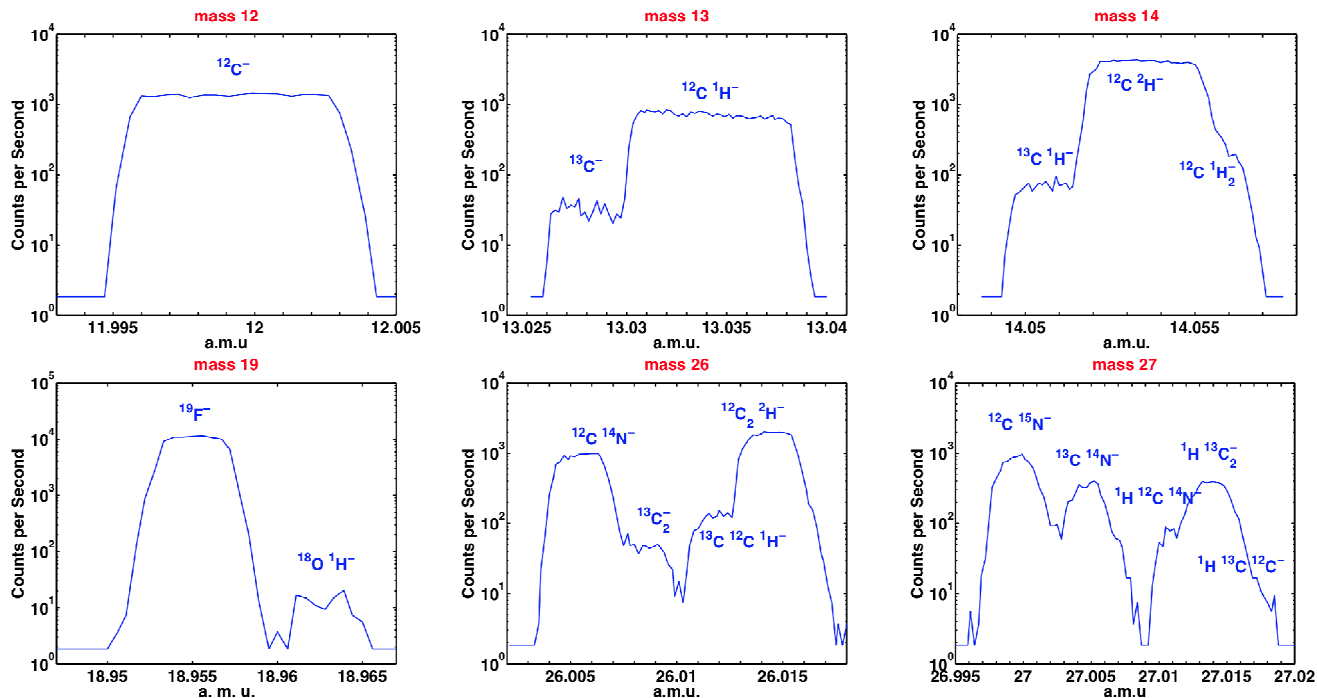 mass 12
10⁴
10³
10²
10¹
10⁰
Counts per Second
¹²C⁻
11.995
12
12.005
a.m.u
mass 13
10⁴
10³
10²
10¹
10⁰
Counts per Second
¹³C⁻
¹²C ¹H⁻
13.025
13.03
13.035
13.04
a.m.u.
mass 14
10⁴
10³
10²
10¹
10⁰
Counts per Second
¹³C ¹H⁻
¹²C ²H⁻
¹²C ¹H₂⁻
14.05
14.055
a.m.u.
mass 19
10⁵
10⁴
10³
10²
10¹
10⁰
Counts per Second
¹⁹F⁻
¹⁸O ¹H⁻
18.95
18.955
18.96
18.965
a. m. u.
mass 26
10⁴
10³
10²
10¹
10⁰
Counts per Second
¹²C ¹⁴N⁻
¹³C₂⁻
¹²C₂ ²H⁻
¹³C ¹²C ¹H⁻
26.005
26.01
26.015
a.m.u.
mass 27
10⁴
10³
10²
10¹
10⁰
Counts per Second
¹²C ¹⁵N⁻
¹³C ¹⁴N⁻
¹H ¹³C₂⁻
¹H ¹²C ¹⁴N⁻
¹H ¹³C ¹²C⁻
26.995
27
27.005
27.01
27.015
27.02
a.m.u